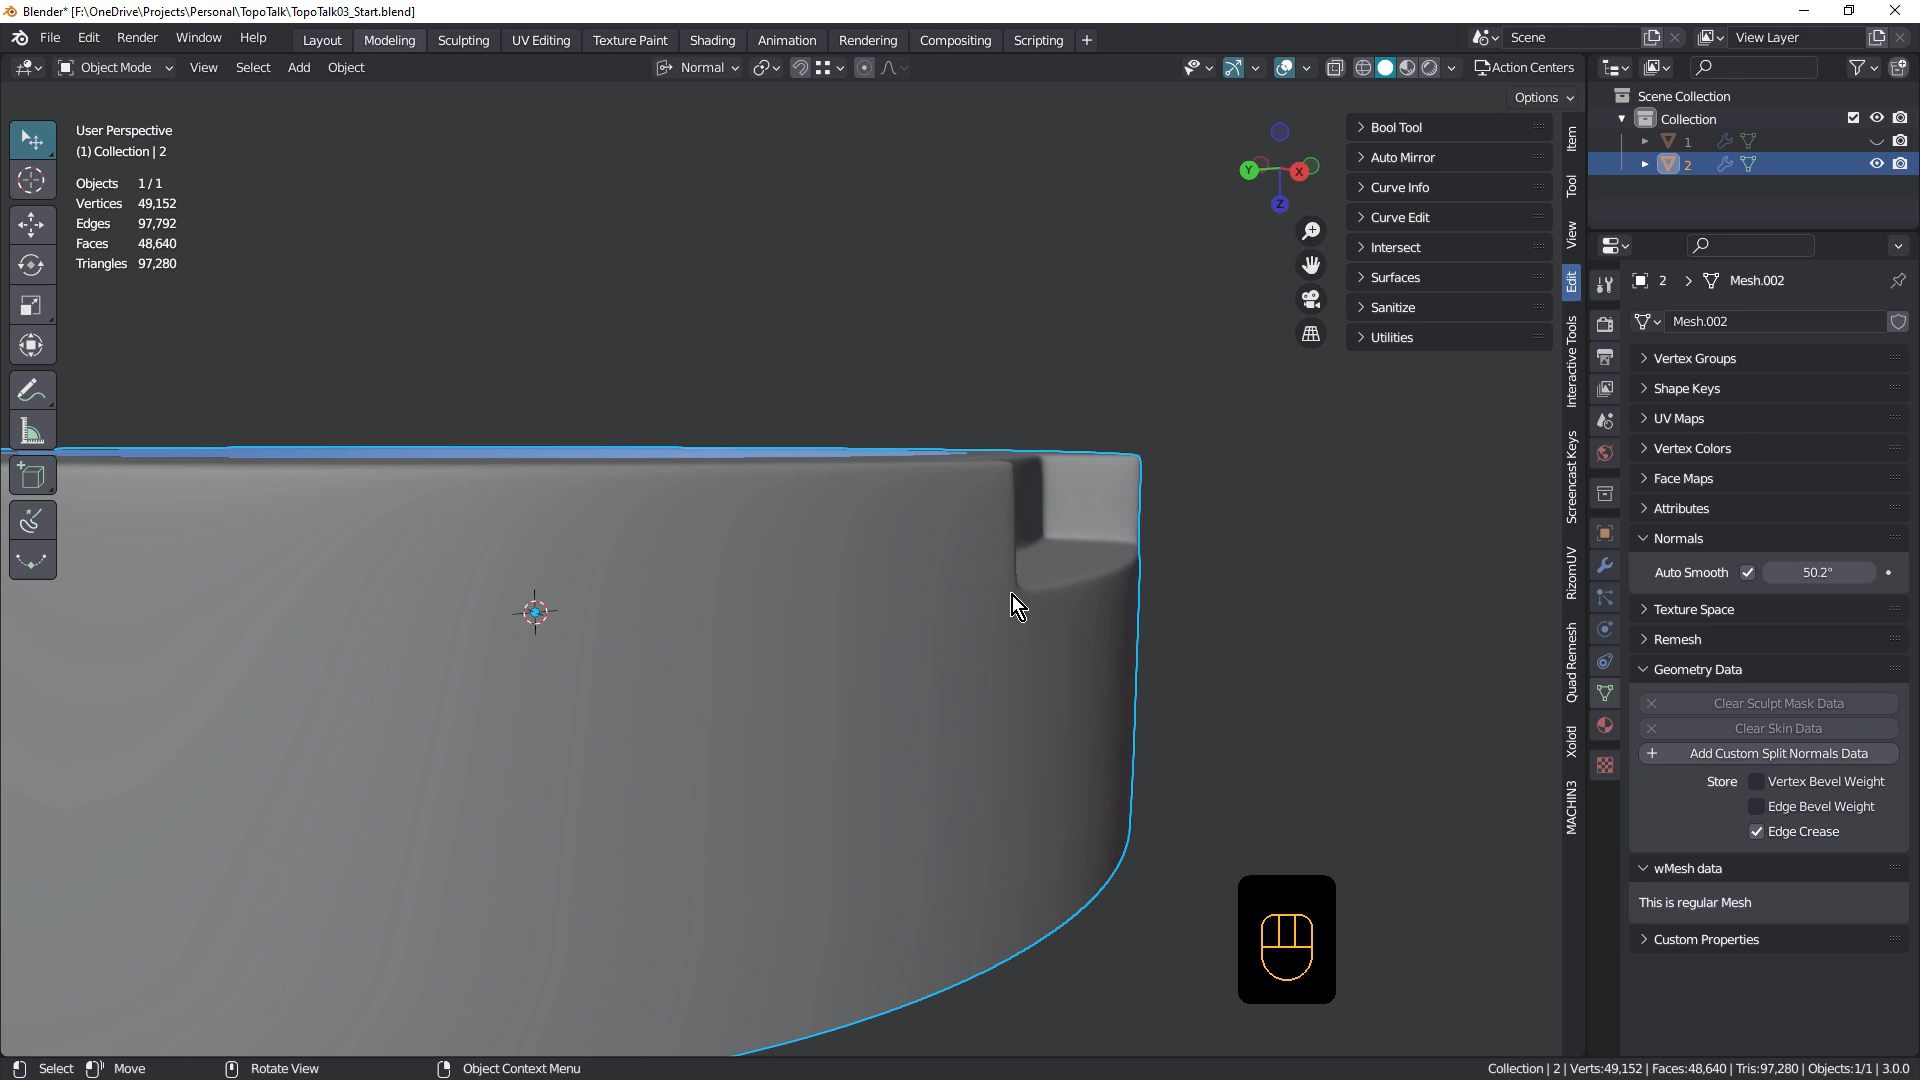 Blender* [F:\OneDrive\Projects\Personal\TopoTalk\TopoTalk03_Start.blend]
File Edit Render Window Help Layout Modeling Sculpting UV Editing Texture Paint Shading Animation Rendering Compositing Scripting + Scene View Layer
Object Mode View Select Add Object Normal Action Centers
Options
User Perspective
(1) Collection | 2
Objects 1/1
Vertices 49,152
Edges 97,792
Faces 48,640
Triangles 97,280
Y
X
Z
Bool Tool
Auto Mirror
Curve Info
Curve Edit
Intersect
Surfaces
Sanitize
Utilities
Item
Tool
View
Edit
Interactive Tools
Screencast Keys
RizomUV
Quad Remesh
Xolotl
MACHIN3
Scene Collection
Collection
1
2
2 > Mesh.002
Mesh.002
Vertex Groups
Shape Keys
UV Maps
Vertex Colors
Face Maps
Attributes
Normals
Auto Smooth 50.2°
Texture Space
Remesh
Geometry Data
Clear Sculpt Mask Data
Clear Skin Data
Add Custom Split Normals Data
Store Vertex Bevel Weight
Edge Bevel Weight
Edge Crease
wMesh data
This is regular Mesh
Custom Properties
Select Move Rotate View Object Context Menu
Collection | 2 | Verts:49,152 | Faces:48,640 | Tris:97,280 | Objects:1/1 | 3.0.0